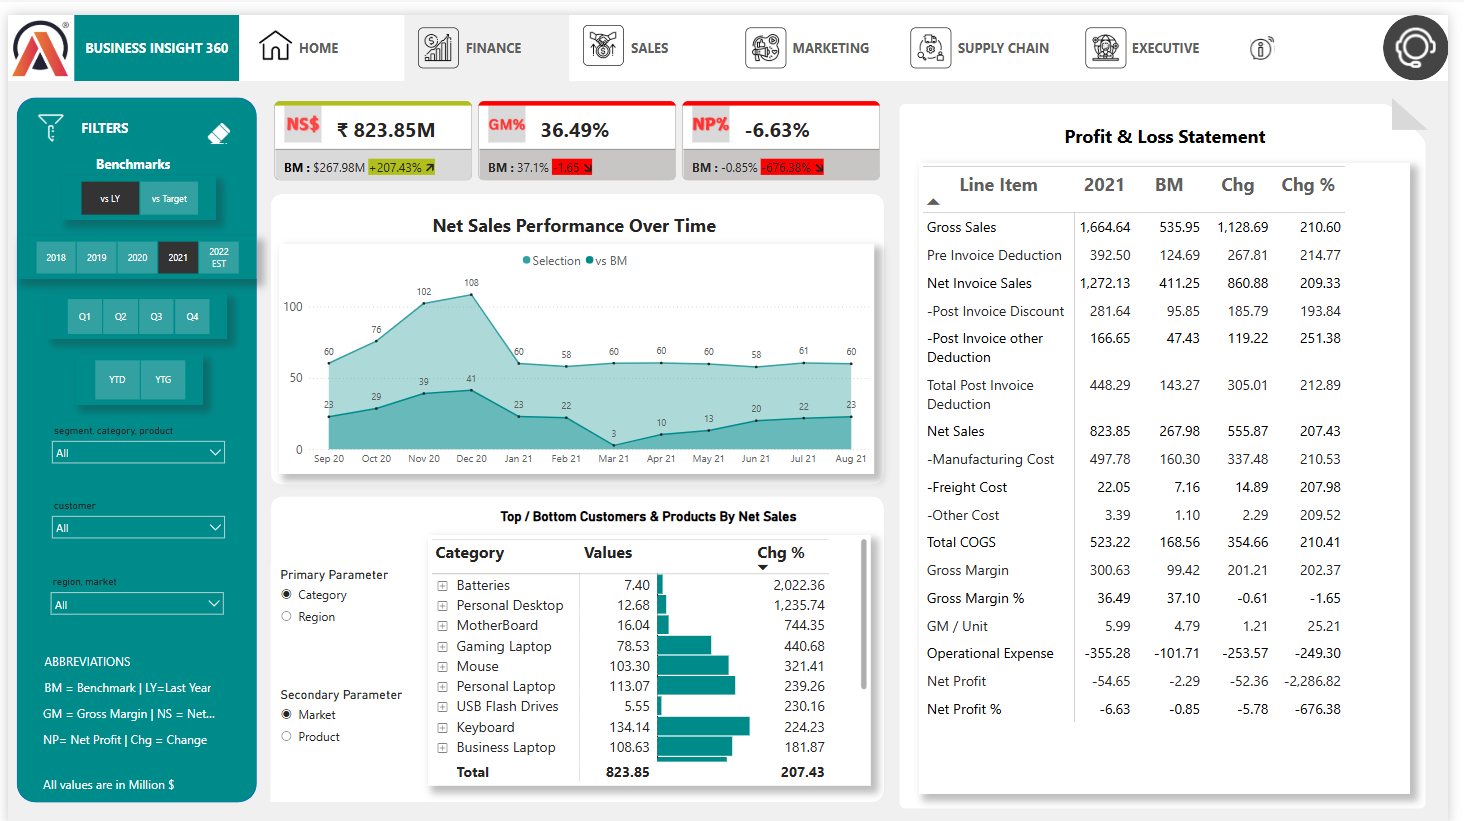 BUSINESS INSIGHT 360
HOME
FINANCE
SALES
MARKETING
SUPPLY CHAIN
EXECUTIVE
FILTERS
Benchmarks
vs LY
vs Target
2018
2019
2020
2021
2022
EST
Q1
Q2
Q3
Q4
YTD
YTG
segment, category, product
All
customer
All
region, market
All
ABBREVIATIONS
BM = Benchmark | LY=Last Year
GM = Gross Margin | NS = Net...
NP= Net Profit | Chg = Change
All values are in Million $
NS$ ₹ 823.85M
BM : $267.98M +207.43%
GM% 36.49%
BM : 37.1% -1.65
NP% -6.63%
BM : -0.85% -676.38%
Net Sales Performance Over Time
Selection vs BM
100
50
0
60 76 102 108 60 58 60 60 60 58 61 60
23 29 39 41 23 22 3 10 13 20 22 23
Sep 20 Oct 20 Nov 20 Dec 20 Jan 21 Feb 21 Mar 21 Apr 21 May 21 Jun 21 Jul 21 Aug 21
Top / Bottom Customers & Products By Net Sales
Primary Parameter
Category
Region
Secondary Parameter
Market
Product
Category Values Chg %
Batteries 7.40 2,022.36
Personal Desktop 12.68 1,235.74
MotherBoard 16.04 744.35
Gaming Laptop 78.53 440.68
Mouse 103.30 321.41
Personal Laptop 113.07 239.26
USB Flash Drives 5.55 230.16
Keyboard 134.14 224.23
Business Laptop 108.63 181.87
Total 823.85 207.43
Profit & Loss Statement
Line Item 2021 BM Chg Chg %
Gross Sales 1,664.64 535.95 1,128.69 210.60
Pre Invoice Deduction 392.50 124.69 267.81 214.77
Net Invoice Sales 1,272.13 411.25 860.88 209.33
-Post Invoice Discount 281.64 95.85 185.79 193.84
-Post Invoice other 166.65 47.43 119.22 251.38
Deduction
Total Post Invoice 448.29 143.27 305.01 212.89
Deduction
Net Sales 823.85 267.98 555.87 207.43
-Manufacturing Cost 497.78 160.30 337.48 210.53
-Freight Cost 22.05 7.16 14.89 207.98
-Other Cost 3.39 1.10 2.29 209.52
Total COGS 523.22 168.56 354.66 210.41
Gross Margin 300.63 99.42 201.21 202.37
Gross Margin % 36.49 37.10 -0.61 -1.65
GM / Unit 5.99 4.79 1.21 25.21
Operational Expense -355.28 -101.71 -253.57 -249.30
Net Profit -54.65 -2.29 -52.36 -2,286.82
Net Profit % -6.63 -0.85 -5.78 -676.38